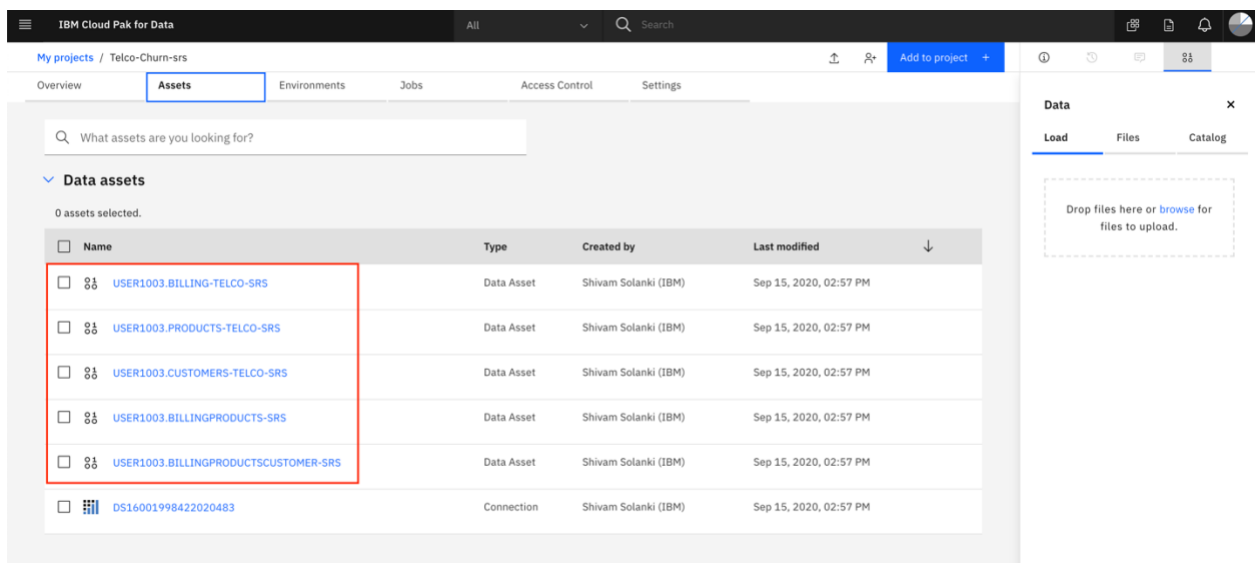 IBM Cloud Pak for Data All Search
My projects / Telco-Churn-srs Add to project +
Overview Assets Environments Jobs Access Control Settings
Data
Load Files Catalog
Drop files here or browse for
files to upload.
What assets are you looking for?
Data assets
0 assets selected.
Name Type Created by Last modified
USER1003.BILLING-TELCO-SRS Data Asset Shivam Solanki (IBM) Sep 15, 2020, 02:57 PM
USER1003.PRODUCTS-TELCO-SRS Data Asset Shivam Solanki (IBM) Sep 15, 2020, 02:57 PM
USER1003.CUSTOMERS-TELCO-SRS Data Asset Shivam Solanki (IBM) Sep 15, 2020, 02:57 PM
USER1003.BILLINGPRODUCTS-SRS Data Asset Shivam Solanki (IBM) Sep 15, 2020, 02:57 PM
USER1003.BILLINGPRODUCTSCUSTOMER-SRS Data Asset Shivam Solanki (IBM) Sep 15, 2020, 02:57 PM
DS16001998422020483 Connection Shivam Solanki (IBM) Sep 15, 2020, 02:57 PM